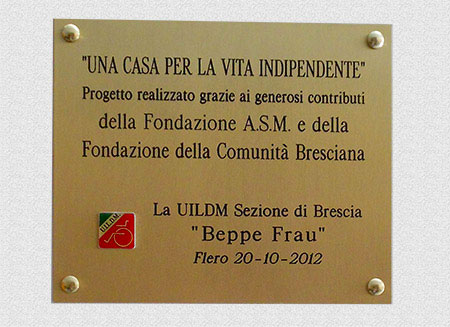 "UNA CASA PER LA VITA INDIPENDENTE"
Progetto realizzato grazie ai generosi contributi
della Fondazione A.S.M. e della
Fondazione della Comunità Bresciana
UILDM
La UILDM Sezione di Brescia
"Beppe Frau"
Flero 20-10-2012